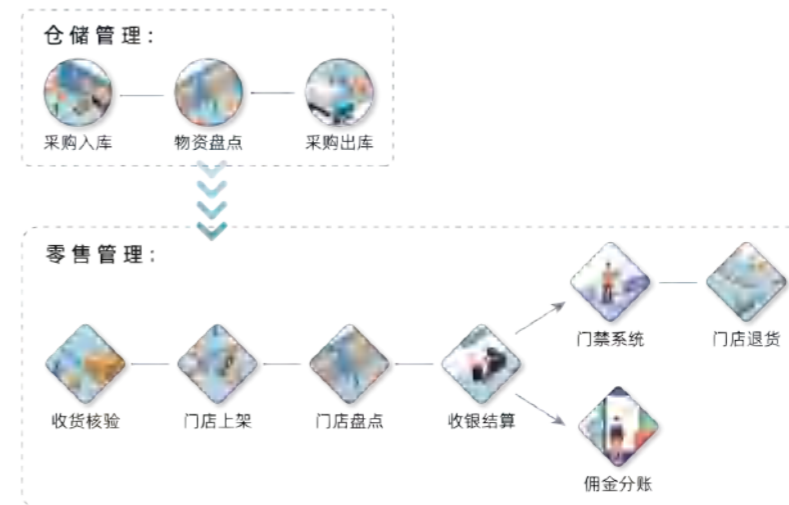 仓储管理：
采购入库
物资盘点
采购出库
零售管理：
门禁系统
门店退货
收货核验
门店上架
门店盘点
收银结算
佣金分账